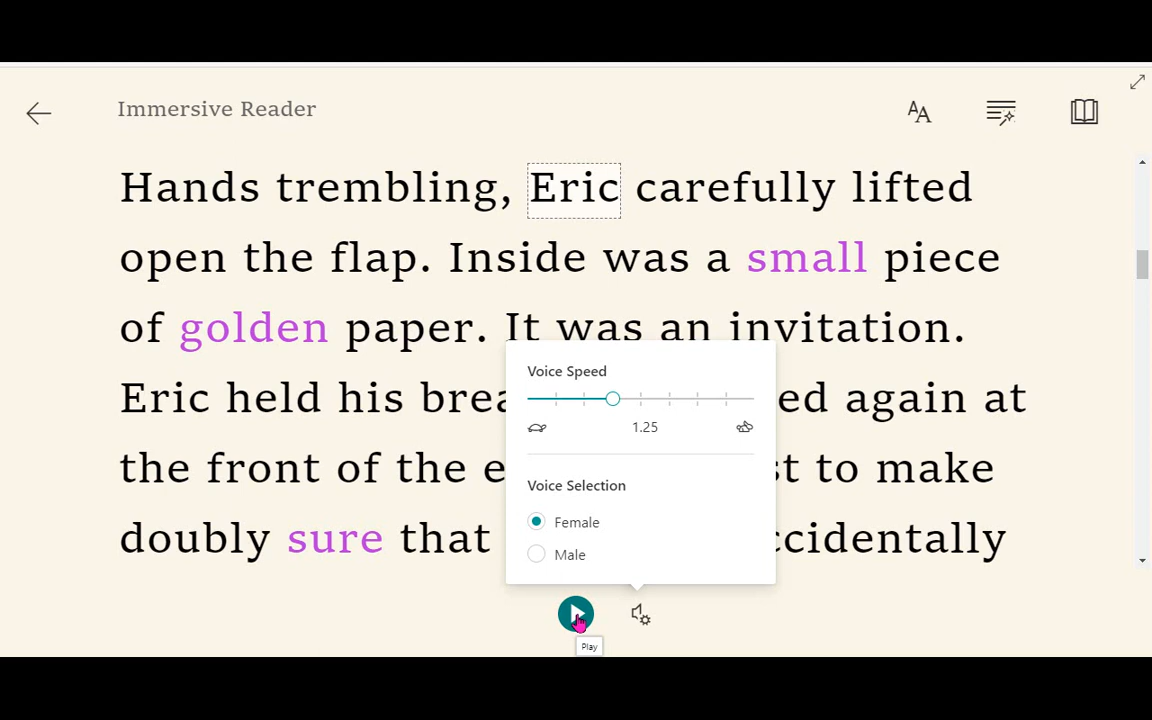 Immersive Reader
AA
Hands trembling, Eric carefully lifted
open the flap. Inside was a small piece
of golden paper. It was an invitation.
Eric held his brea ed again at
the front of the e st to make
doubly sure that ccidentally
Voice Speed
1.25
Voice Selection
Female
Male
Play